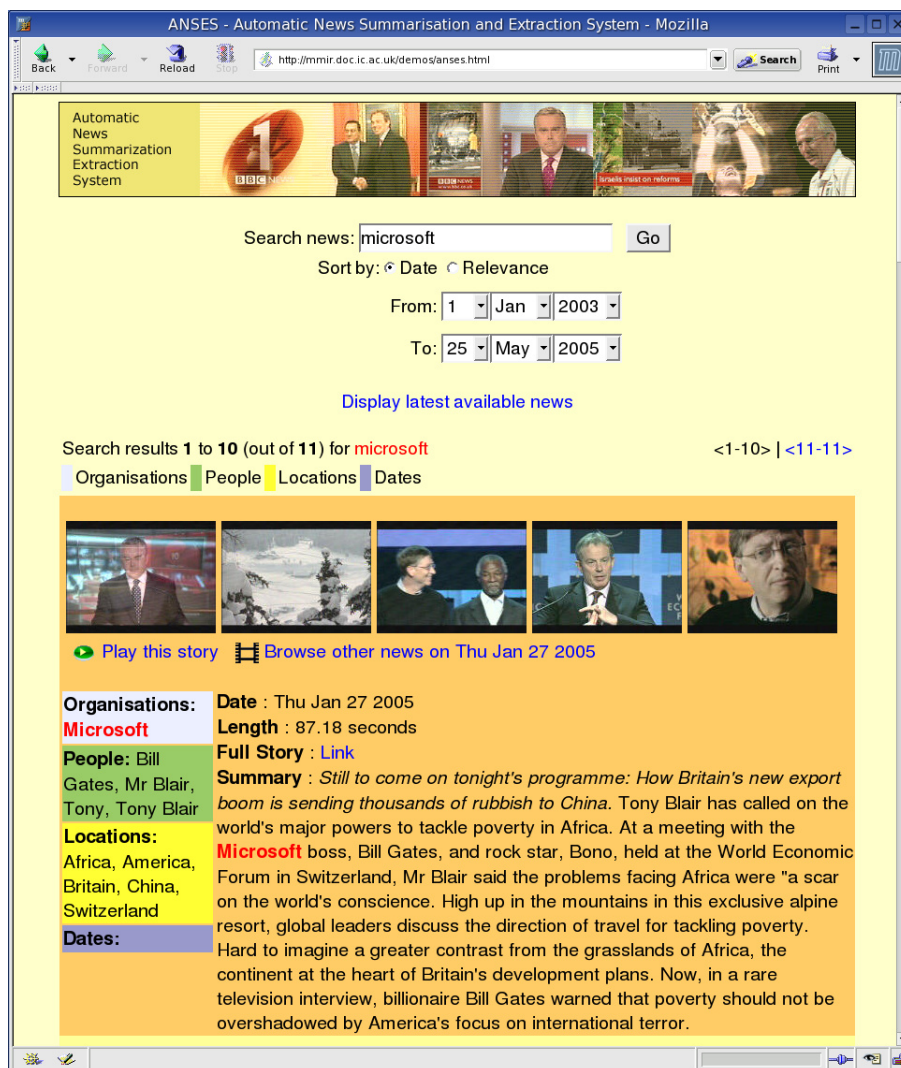 ANSES - Automatic News Summarisation and Extraction System - Mozilla
Back Forward Reload Stop http://mmir.doc.ic.ac.uk/demos/anses.html Search Print
Automatic
News
Summarization
Extraction
System
1
BBC NEWS
BBC NEWS
Israelis insist on reforms
Search news: microsoft Go
Sort by: Date Relevance
From: 1 Jan 2003
To: 25 May 2005
Display latest available news
Search results 1 to 10 (out of 11) for microsoft <1-10> | <11-11>
Organisations People Locations Dates
Play this story Browse other news on Thu Jan 27 2005
Organisations:
Microsoft
People: Bill
Gates, Mr Blair,
Tony, Tony Blair
Locations:
Africa, America,
Britain, China,
Switzerland
Dates:
Date : Thu Jan 27 2005
Length : 87.18 seconds
Full Story : Link
Summary : Still to come on tonight's programme: How Britain's new export
boom is sending thousands of rubbish to China. Tony Blair has called on the
world's major powers to tackle poverty in Africa. At a meeting with the
Microsoft boss, Bill Gates, and rock star, Bono, held at the World Economic
Forum in Switzerland, Mr Blair said the problems facing Africa were "a scar
on the world's conscience. High up in the mountains in this exclusive alpine
resort, global leaders discuss the direction of travel for tackling poverty.
Hard to imagine a greater contrast from the grasslands of Africa, the
continent at the heart of Britain's development plans. Now, in a rare
television interview, billionaire Bill Gates warned that poverty should not be
overshadowed by America's focus on international terror.